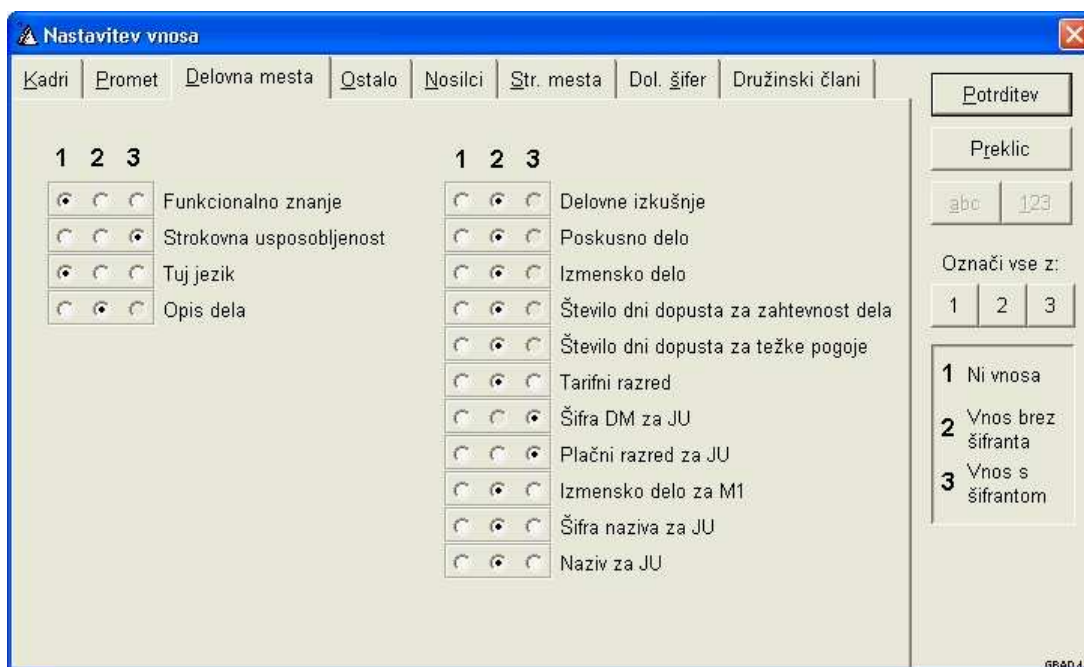 Nastavitev vnosa
Kadri Promet Delovna mesta Ostalo Nosilci Str. mesta Dol. šifer Družinski člani
Potrditev
Preklic
abc 123
Označi vse z:
1 2 3
1 Ni vnosa
2 Vnos brez
šifranta
3 Vnos s
šifrantom
1 2 3
Funkcionalno znanje
Strokovna usposobljenost
Tuj jezik
Opis dela
1 2 3
Delovne izkušnje
Poskusno delo
Izmensko delo
Število dni dopusta za zahtevnost dela
Število dni dopusta za težke pogoje
Tarifni razred
Šifra DM za JU
Plačni razred za JU
Izmensko delo za M1
Šifra naziva za JU
Naziv za JU